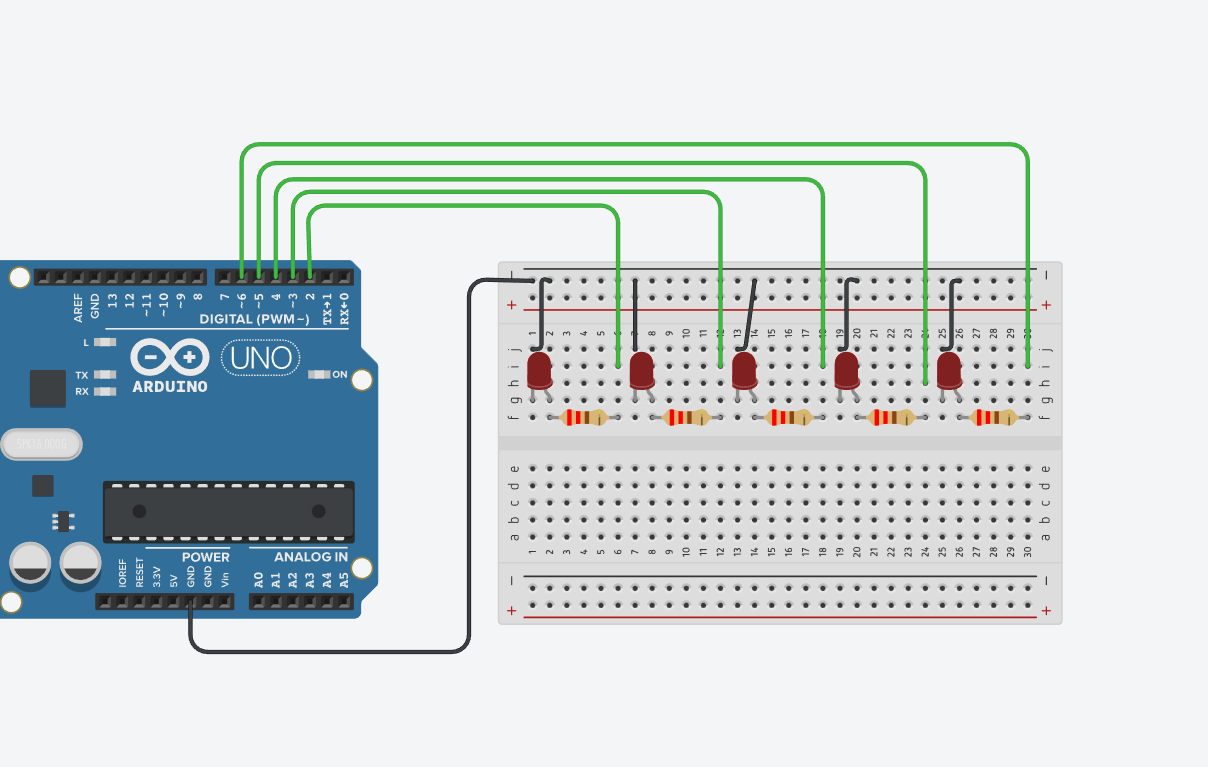 AREF
GND
13
12
~11
~10
~9
8
7
~6
~5
4
~3
2
TX→1
RX←0
DIGITAL (PWM~)
L
TX
RX
ARDUINO
UNO
ON
POWER
ANALOG IN
IOREF
RESET
3.3V
5V
GND
GND
Vin
A0
A1
A2
A3
A4
A5
− −
+ +
1 2 3 4 5 6 7 8 9 10 11 12 13 14 15 16 17 18 19 20 21 22 23 24 25 26 27 28 29 30
j j
i i
h h
g g
f f
e e
d d
c c
b b
a a
1 2 3 4 5 6 7 8 9 10 11 12 13 14 15 16 17 18 19 20 21 22 23 24 25 26 27 28 29 30
− −
+ +